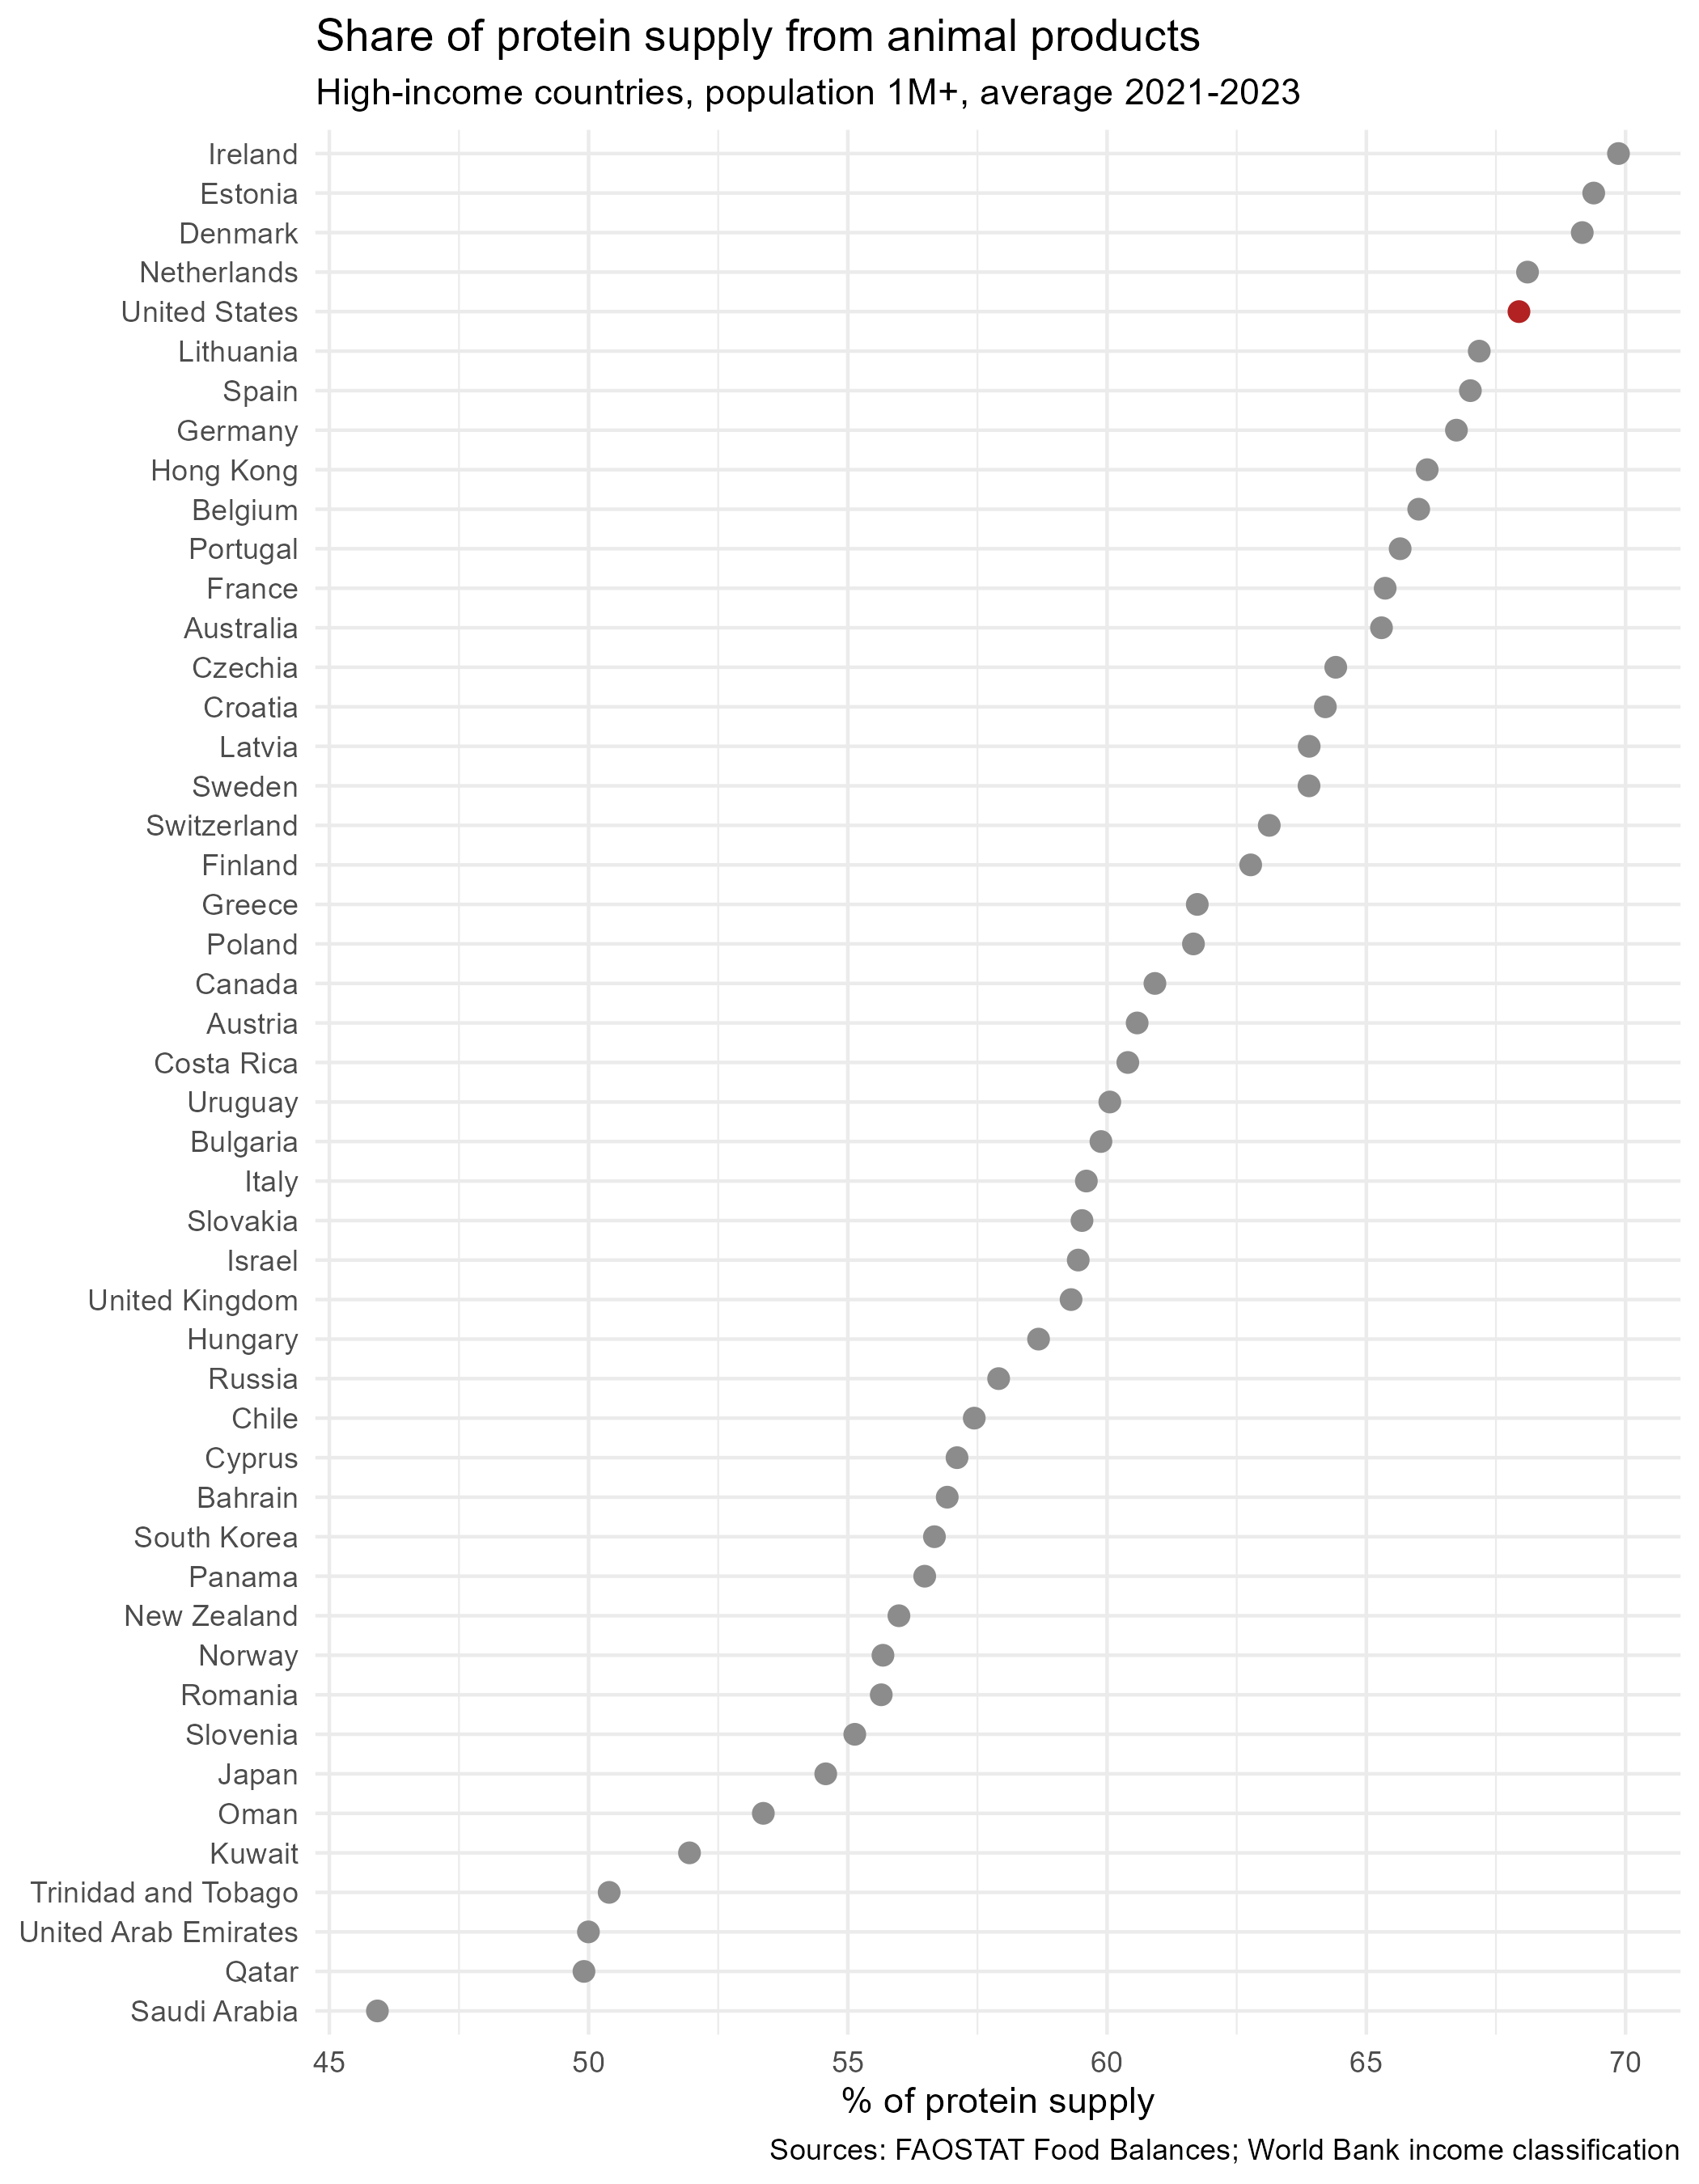 Share of protein supply from animal products
High-income countries, population 1M+, average 2021-2023
Ireland
Estonia
Denmark
Netherlands
United States
Lithuania
Spain
Germany
Hong Kong
Belgium
Portugal
France
Australia
Czechia
Croatia
Latvia
Sweden
Switzerland
Finland
Greece
Poland
Canada
Austria
Costa Rica
Uruguay
Bulgaria
Italy
Slovakia
Israel
United Kingdom
Hungary
Russia
Chile
Cyprus
Bahrain
South Korea
Panama
New Zealand
Norway
Romania
Slovenia
Japan
Oman
Kuwait
Trinidad and Tobago
United Arab Emirates
Qatar
Saudi Arabia
45 50 55 60 65 70
% of protein supply
Sources: FAOSTAT Food Balances; World Bank income classification